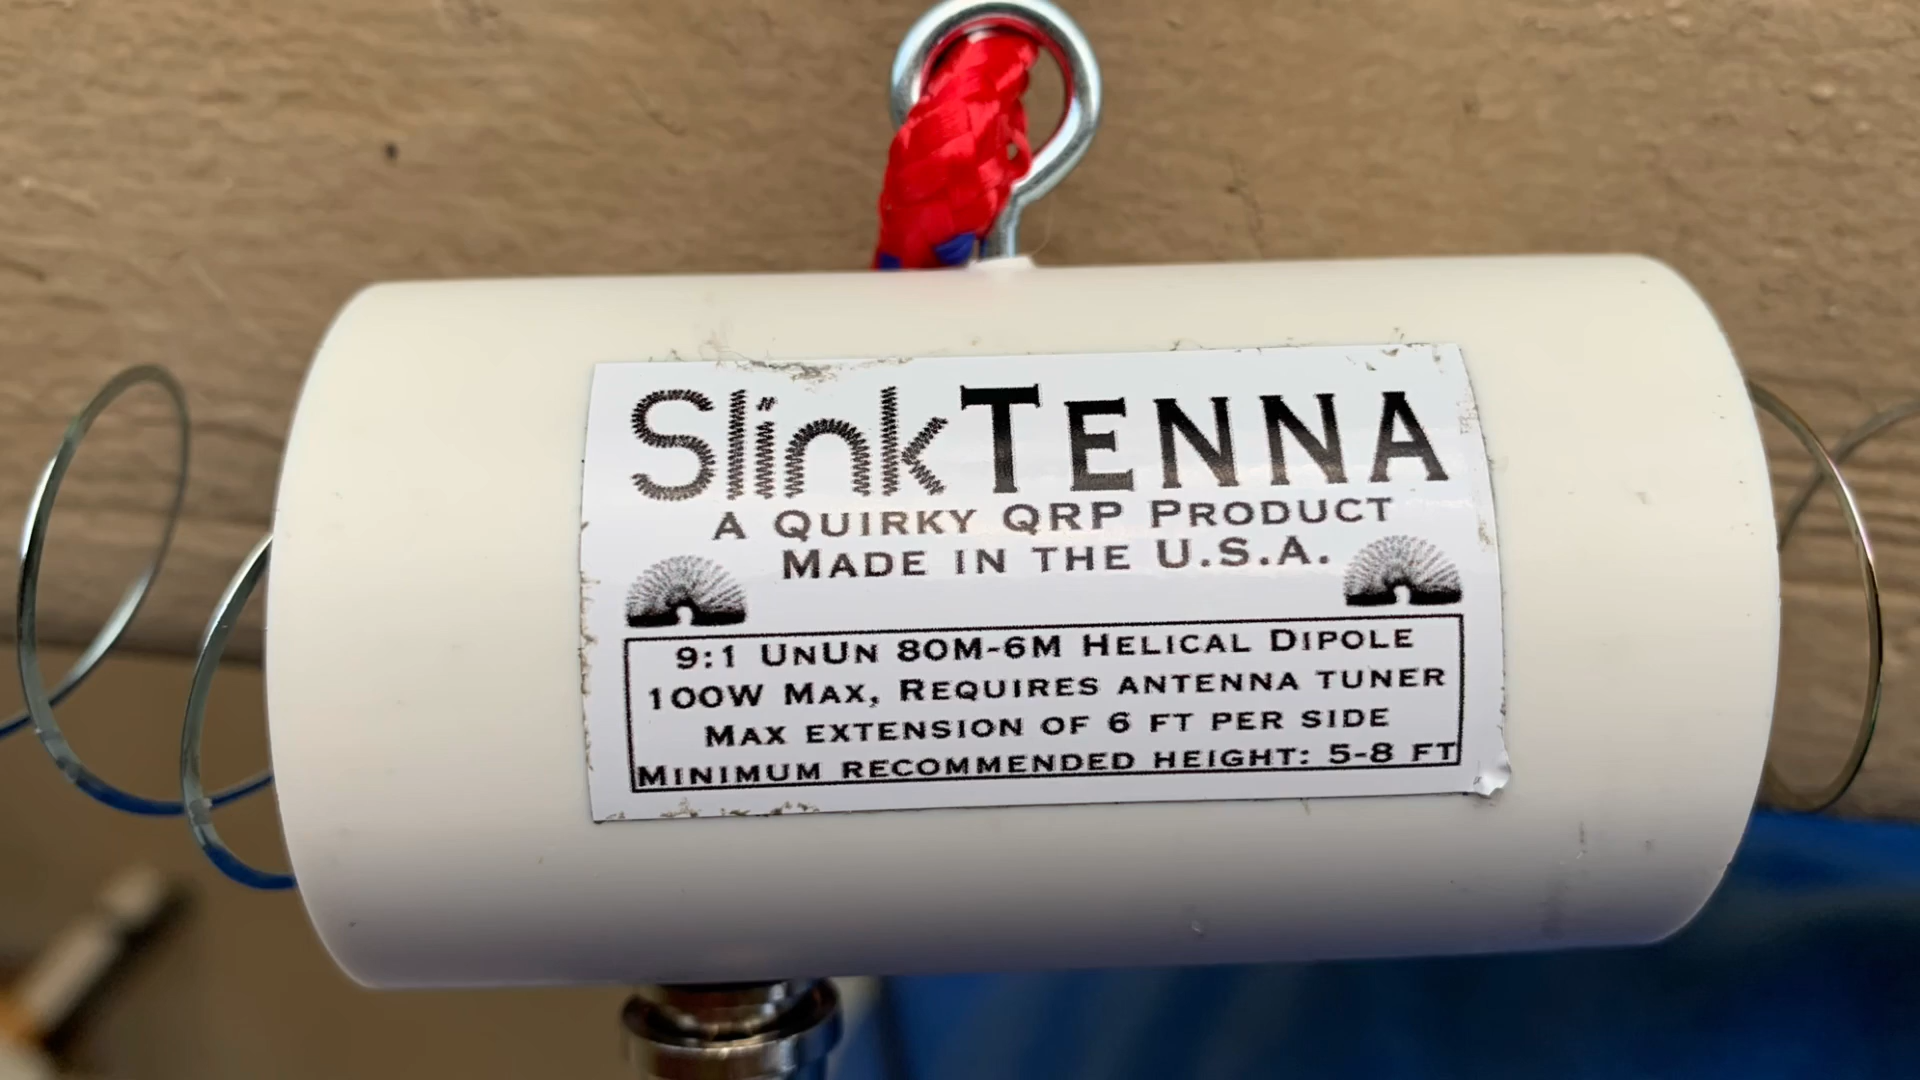 SlinkTENNA
A QUIRKY QRP PRODUCT
MADE IN THE U.S.A.
9:1 UNUN 80M-6M HELICAL DIPOLE
100W MAX, REQUIRES ANTENNA TUNER
MAX EXTENSION OF 6 FT PER SIDE
MINIMUM RECOMMENDED HEIGHT: 5-8 FT